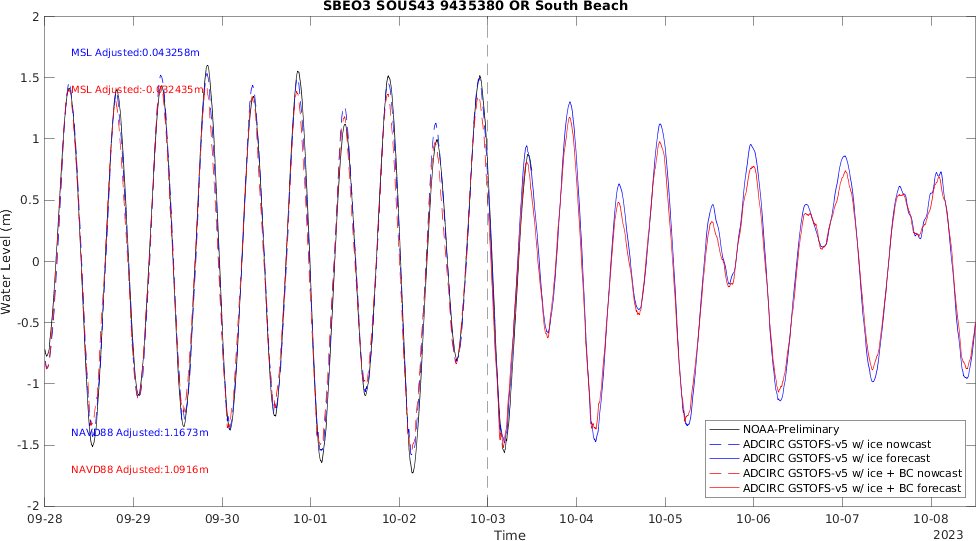 SBEO3 SOUS43 9435380 OR South Beach
2
MSL Adjusted:0.043258m
1.5
MSL Adjusted:-0.032435m
1
0.5
Water Level (m)
0
-0.5
-1
NAVD88 Adjusted:1.1673m
-1.5
NAVD88 Adjusted:1.0916m
-2
NOAA-Preliminary
ADCIRC GSTOFS-v5 w/ ice nowcast
ADCIRC GSTOFS-v5 w/ ice forecast
ADCIRC GSTOFS-v5 w/ ice + BC nowcast
ADCIRC GSTOFS-v5 w/ ice + BC forecast
09-28 09-29 09-30 10-01 10-02 10-03 10-04 10-05 10-06 10-07 10-08
Time
2023